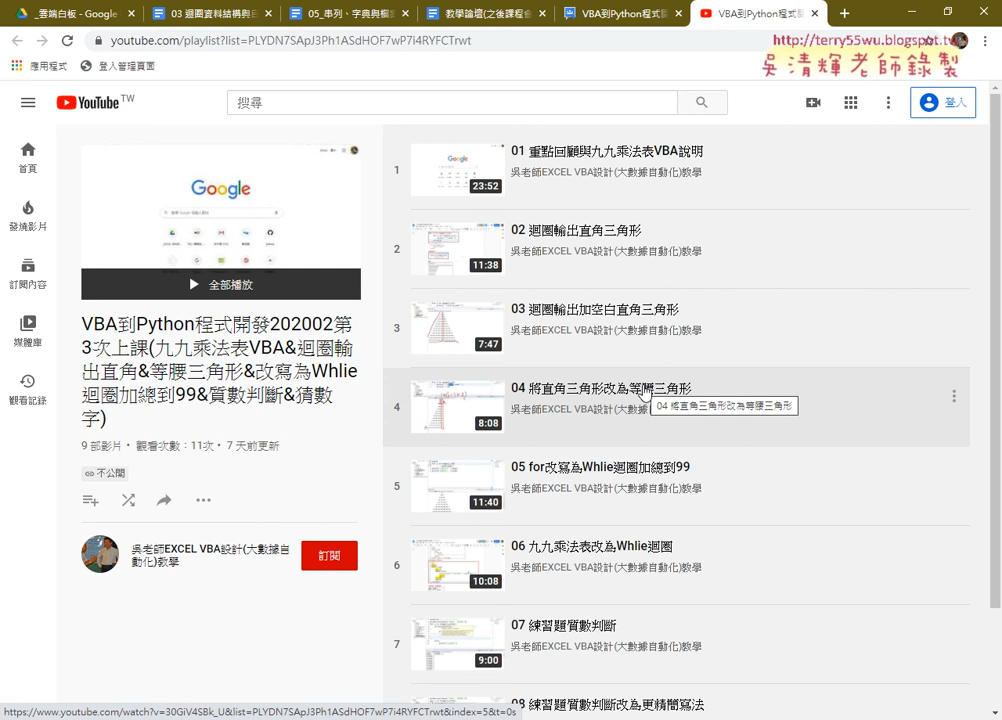 _雲端白板 - Google
03 迴圈資料結構與
05_串列、字典與檔
教學論壇(之後課程
VBA到Python程式開
VBA到Python程式開
youtube.com/playlist?list=PLYDN7SApJ3Ph1ASdHOF7wP7i4RYFCTrwt
http://terry55wu.blogspot.tw
吳清輝老師錄製
應用程式
登入管理頁面
YouTube TW
搜尋
登入
首頁
發燒影片
訂閱內容
媒體庫
觀看記錄
Google
全部播放
VBA到Python程式開發202002第
3次上課(九九乘法表VBA&迴圈輸
出直角&等腰三角形&改寫為Whlie
迴圈加總到99&質數判斷&猜數
字)
9 部影片・觀看次數：11次・7 天前更新
不公開
吳老師EXCEL VBA設計(大數據自
動化)教學
訂閱
1
23:52
01 重點回顧與九九乘法表VBA說明
吳老師EXCEL VBA設計(大數據自動化)教學
2
11:38
02 迴圈輸出直角三角形
吳老師EXCEL VBA設計(大數據自動化)教學
3
7:47
03 迴圈輸出加空白直角三角形
吳老師EXCEL VBA設計(大數據自動化)教學
4
8:08
04 將直角三角形改為等腰三角形
吳老師EXCEL VBA設計(大數據
04 將直角三角形改為等腰三角形
5
11:40
05 for改寫為Whlie迴圈加總到99
吳老師EXCEL VBA設計(大數據自動化)教學
6
10:08
06 九九乘法表改為Whlie迴圈
吳老師EXCEL VBA設計(大數據自動化)教學
7
9:00
07 練習題質數判斷
吳老師EXCEL VBA設計(大數據自動化)教學
08 練習題質數判斷改為更精簡寫法
https://www.youtube.com/watch?v=30GiV4SBk_U&list=PLYDN7SApJ3Ph1ASdHOF7wP7i4RYFCTrwt&index=5&t=0s